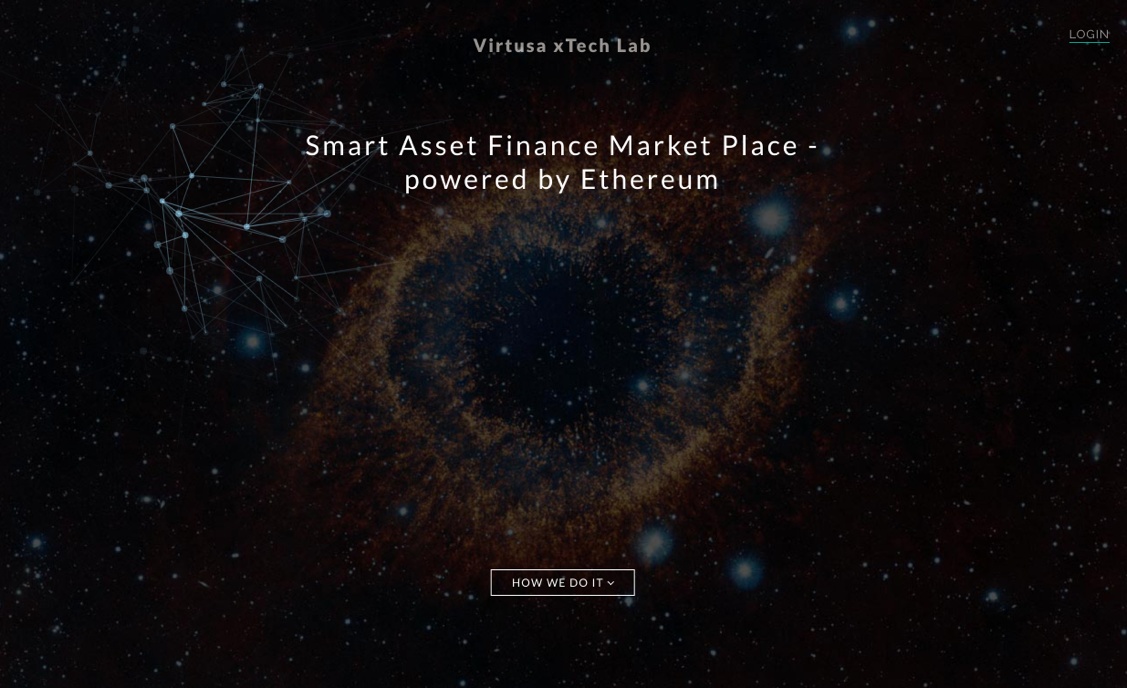 Virtusa xTech Lab
LOGIN
Smart Asset Finance Market Place -
powered by Ethereum
HOW WE DO IT